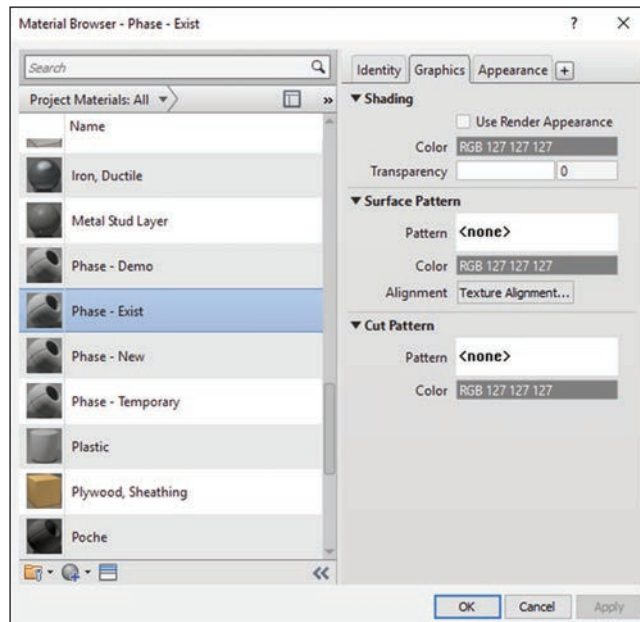 Material Browser - Phase - Exist
?
Search
Project Materials: All
»
Name
Iron, Ductile
Metal Stud Layer
Phase - Demo
Phase - Exist
Phase - New
Phase - Temporary
Plastic
Plywood, Sheathing
Poche
«
Identity Graphics Appearance +
Shading
Use Render Appearance
Color RGB 127 127 127
Transparency 0
Surface Pattern
Pattern <none>
Color RGB 127 127 127
Alignment Texture Alignment...
Cut Pattern
Pattern <none>
Color RGB 127 127 127
OK Cancel Apply